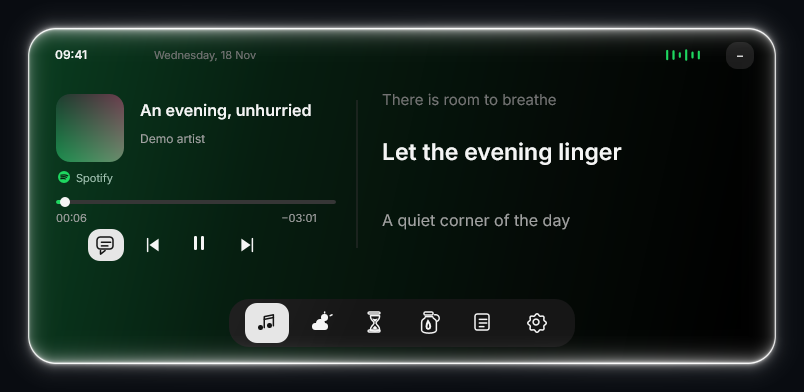 09:41
Wednesday, 18 Nov
An evening, unhurried
Demo artist
Spotify
00:06
−03:01
There is room to breathe
Let the evening linger
A quiet corner of the day